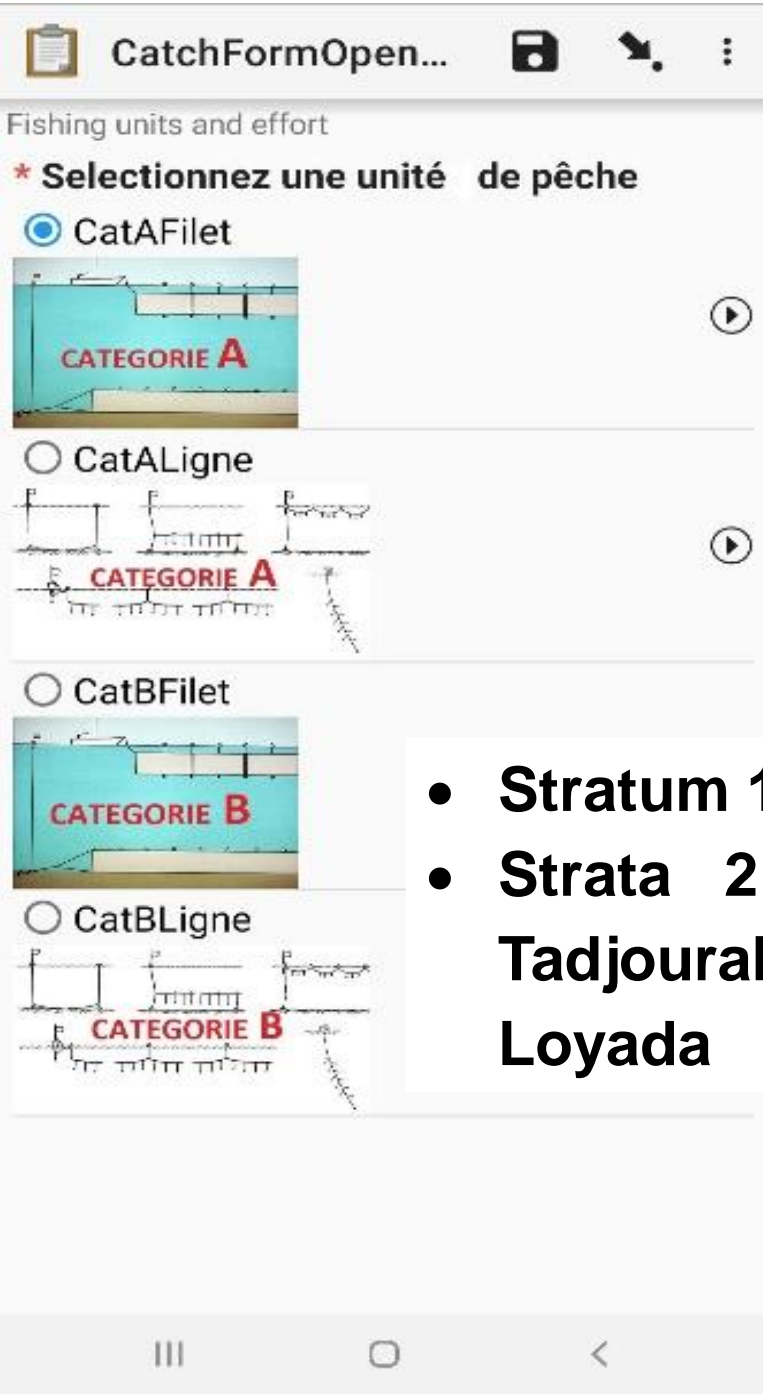 CatchFormOpen...
Fishing units and effort
* Selectionnez une unité de pêche
CatAFilet
CATEGORIE A
CatALigne
CATEGORIE A
CatBFilet
CATEGORIE B
• Stratum 1
• Strata 2
Loyada
CatBLigne
CATEGORIE B